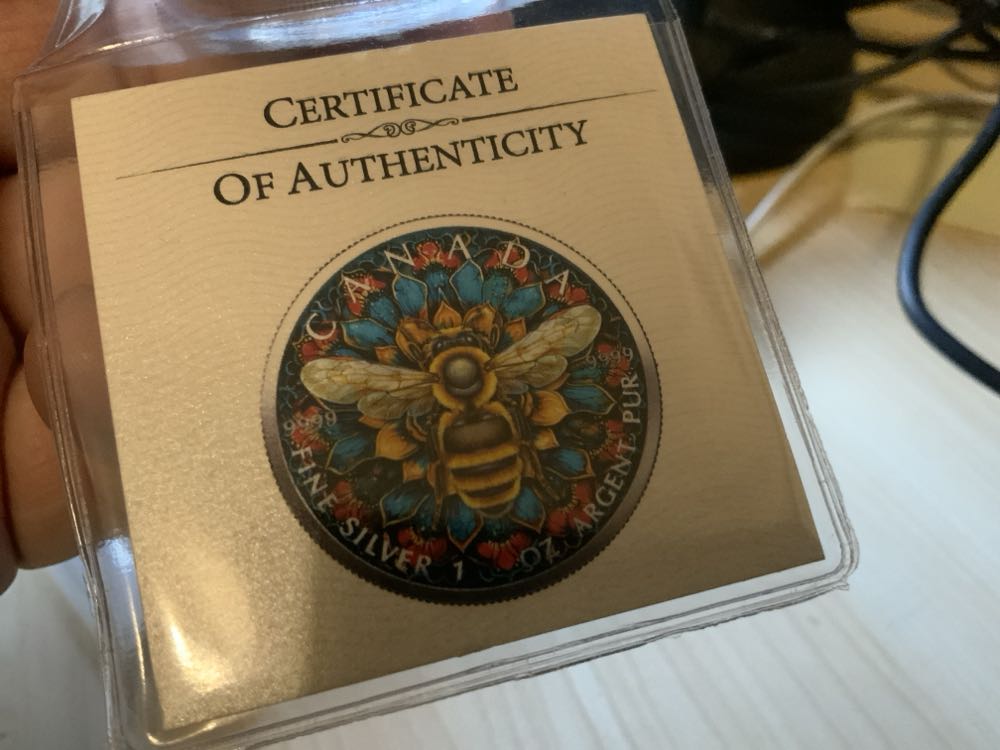 CERTIFICATE
OF AUTHENTICITY
CANADA
9999
9999
FINE SILVER 1 OZ ARGENT PUR